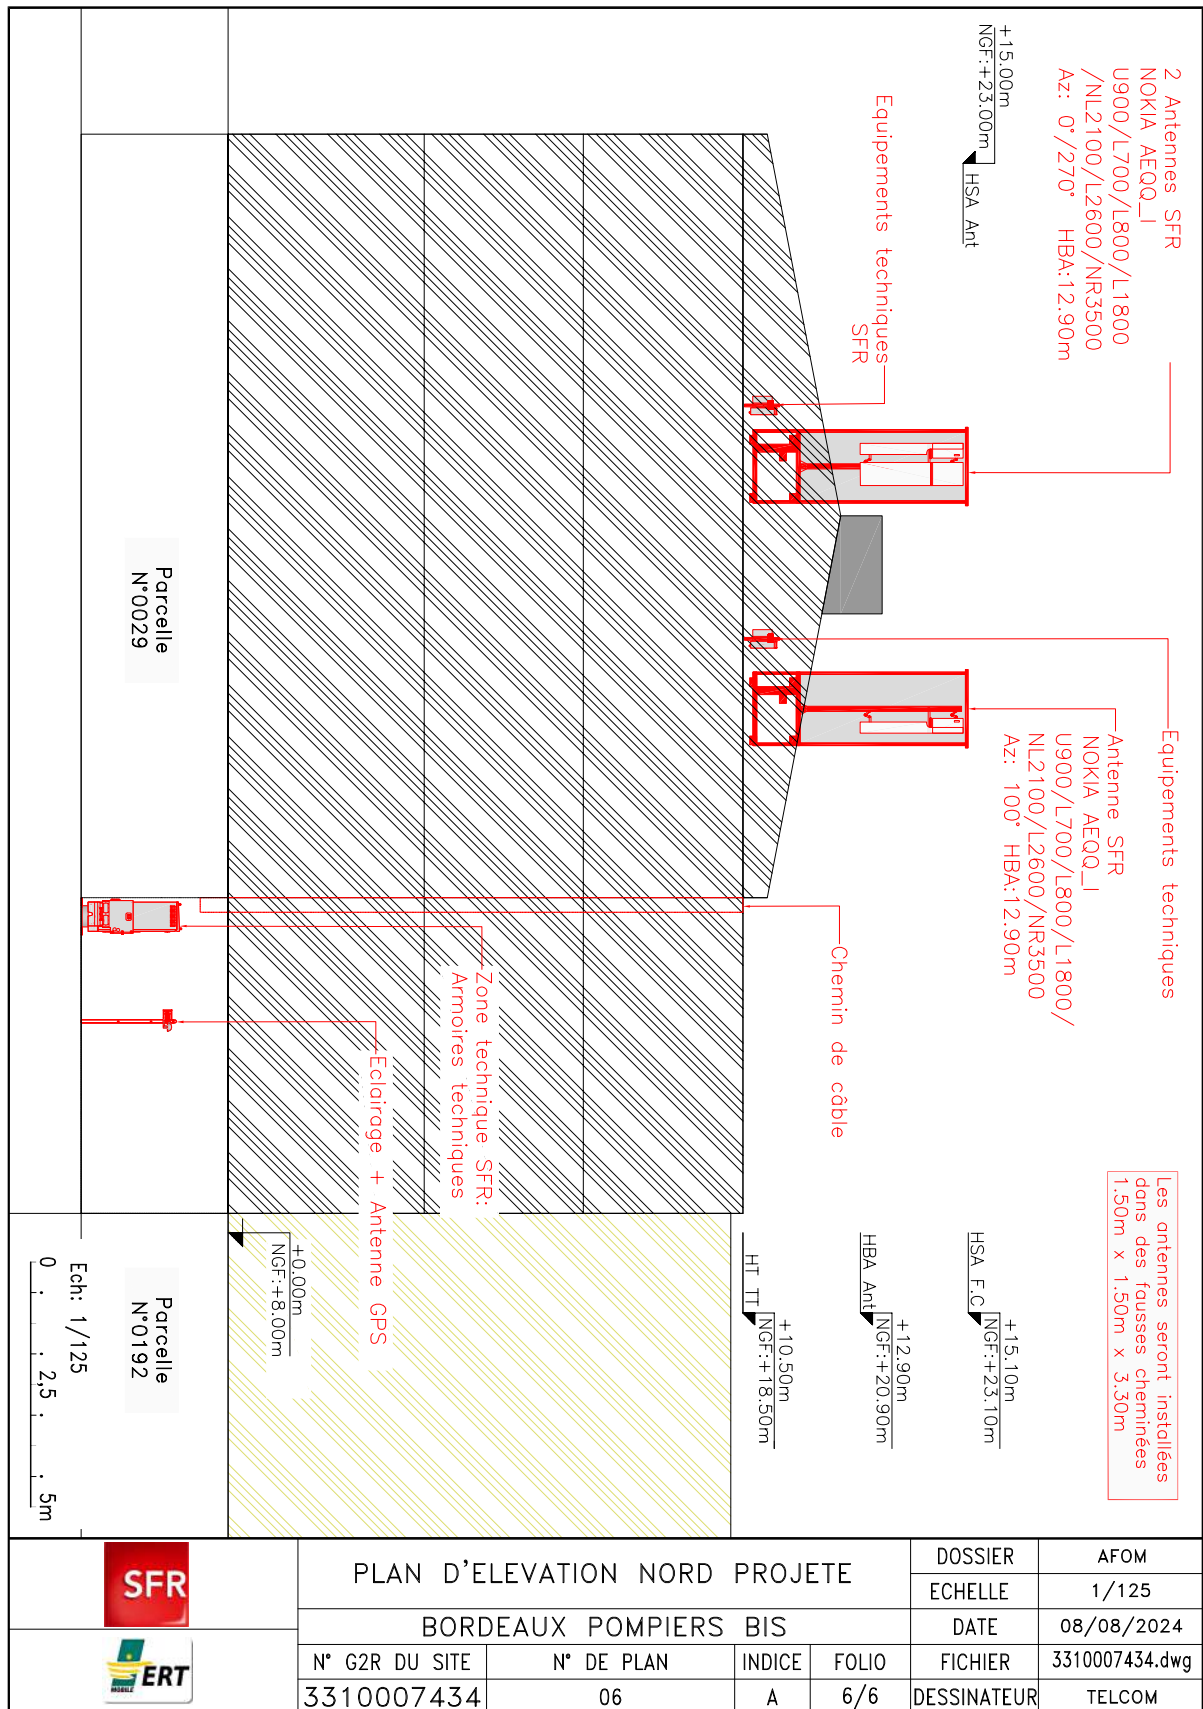 2 Antennes SFR
NOKIA AEQQ_I
U900/L700/L800/L1800
/NL2100/L2600/NR3500
Az: 0°/270° HBA:12.90m
+15.00m
NGF:+23.00m
HSA Ant
Equipements techniques
SFR
Equipements techniques
Antenne SFR
NOKIA AEQQ_I
U900/L700/L800/L1800/
NL2100/L2600/NR3500
Az: 100° HBA:12.90m
Chemin de câble
Zone technique SFR:
Armoires techniques
Eclairage + Antenne GPS
Les antennes seront installées
dans des fausses cheminées
1.50m x 1.50m x 3.30m
HSA F.C
+15.10m
NGF:+23.10m
HBA Ant
+12.90m
NGF:+20.90m
HT TT
+10.50m
NGF:+18.50m
+0.00m
NGF:+8.00m
Parcelle
N°0029
Parcelle
N°0192
Ech: 1/125
0 . . 2,5 . . 5m
SFR
ERT
MOBILE
PLAN D'ELEVATION NORD PROJETE
BORDEAUX POMPIERS BIS
N° G2R DU SITE
N° DE PLAN
INDICE
FOLIO
3310007434
06
A
6/6
DOSSIER
AFOM
ECHELLE
1/125
DATE
08/08/2024
FICHIER
3310007434.dwg
DESSINATEUR
TELCOM